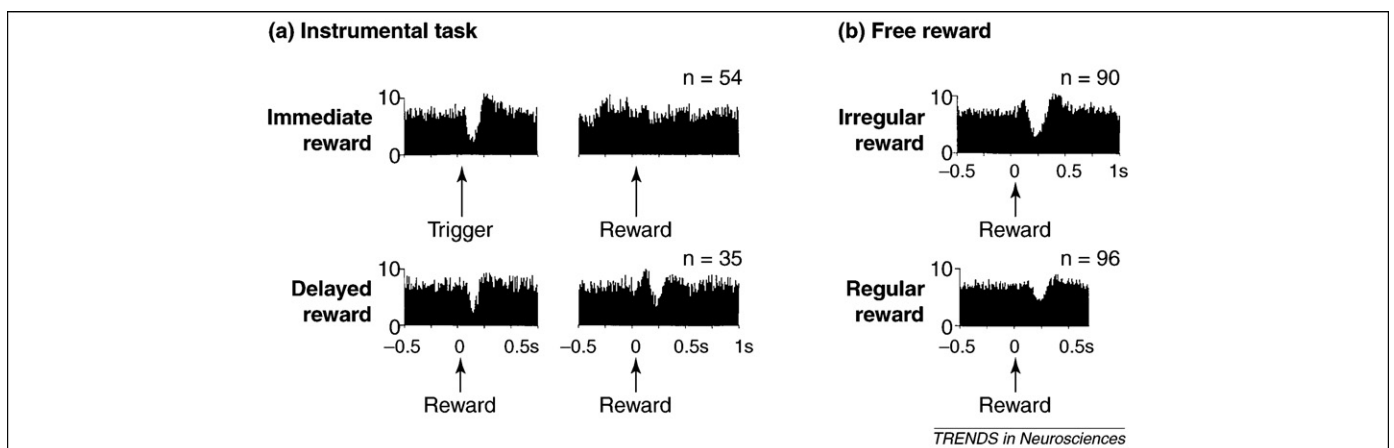 (a) Instrumental task
(b) Free reward
n = 54
Immediate reward
10
0
Trigger
Reward
n = 35
Delayed reward
10
0
−0.5 0 0.5s
−0.5 0 0.5s 1s
Reward
Reward
n = 90
Irregular reward
10
0
−0.5 0 0.5 1s
Reward
n = 96
Regular reward
10
0
−0.5 0 0.5s
Reward
TRENDS in Neurosciences